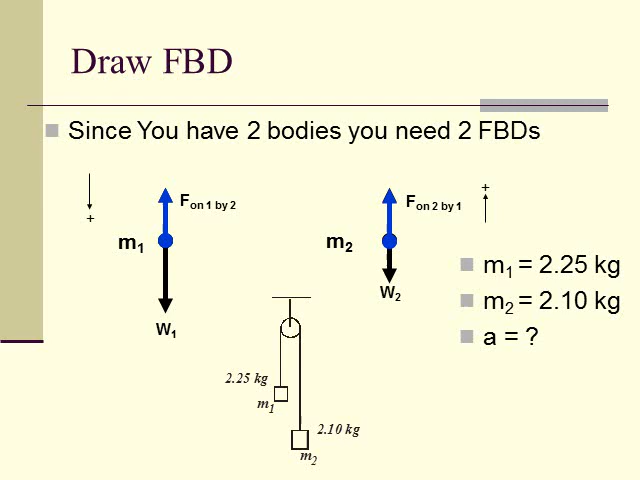 Draw FBD
Since You have 2 bodies you need 2 FBDs
+
F on 1 by 2
m1
W1
+
F on 2 by 1
m2
W2
m1 = 2.25 kg
m2 = 2.10 kg
a = ?
2.25 kg
m1
2.10 kg
m2